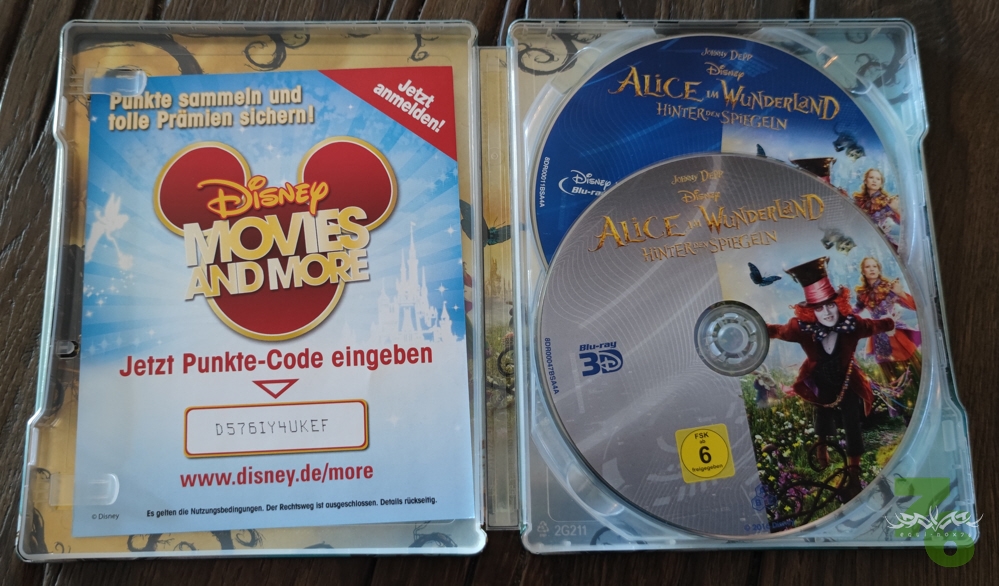 Punkte sammeln und
tolle Prämien sichern!
Jetzt
anmelden!
Disney
MOVIES
AND MORE
Jetzt Punkte-Code eingeben
D576IY4UKEF
www.disney.de/more
© Disney
Es gelten die Nutzungsbedingungen. Der Rechtsweg ist ausgeschlossen. Details rückseitig.
JOHNNY DEPP
Disney
ALICE IM WUNDERLAND
HINTER DEN SPIEGELN
Disney
Blu-ray
8DR00118BSA4A
JOHNNY DEPP
Disney
ALICE IM WUNDERLAND
HINTER DEN SPIEGELN
Blu-ray
3D
8DR00047BSA4A
FSK
ab
6
freigegeben
2G211